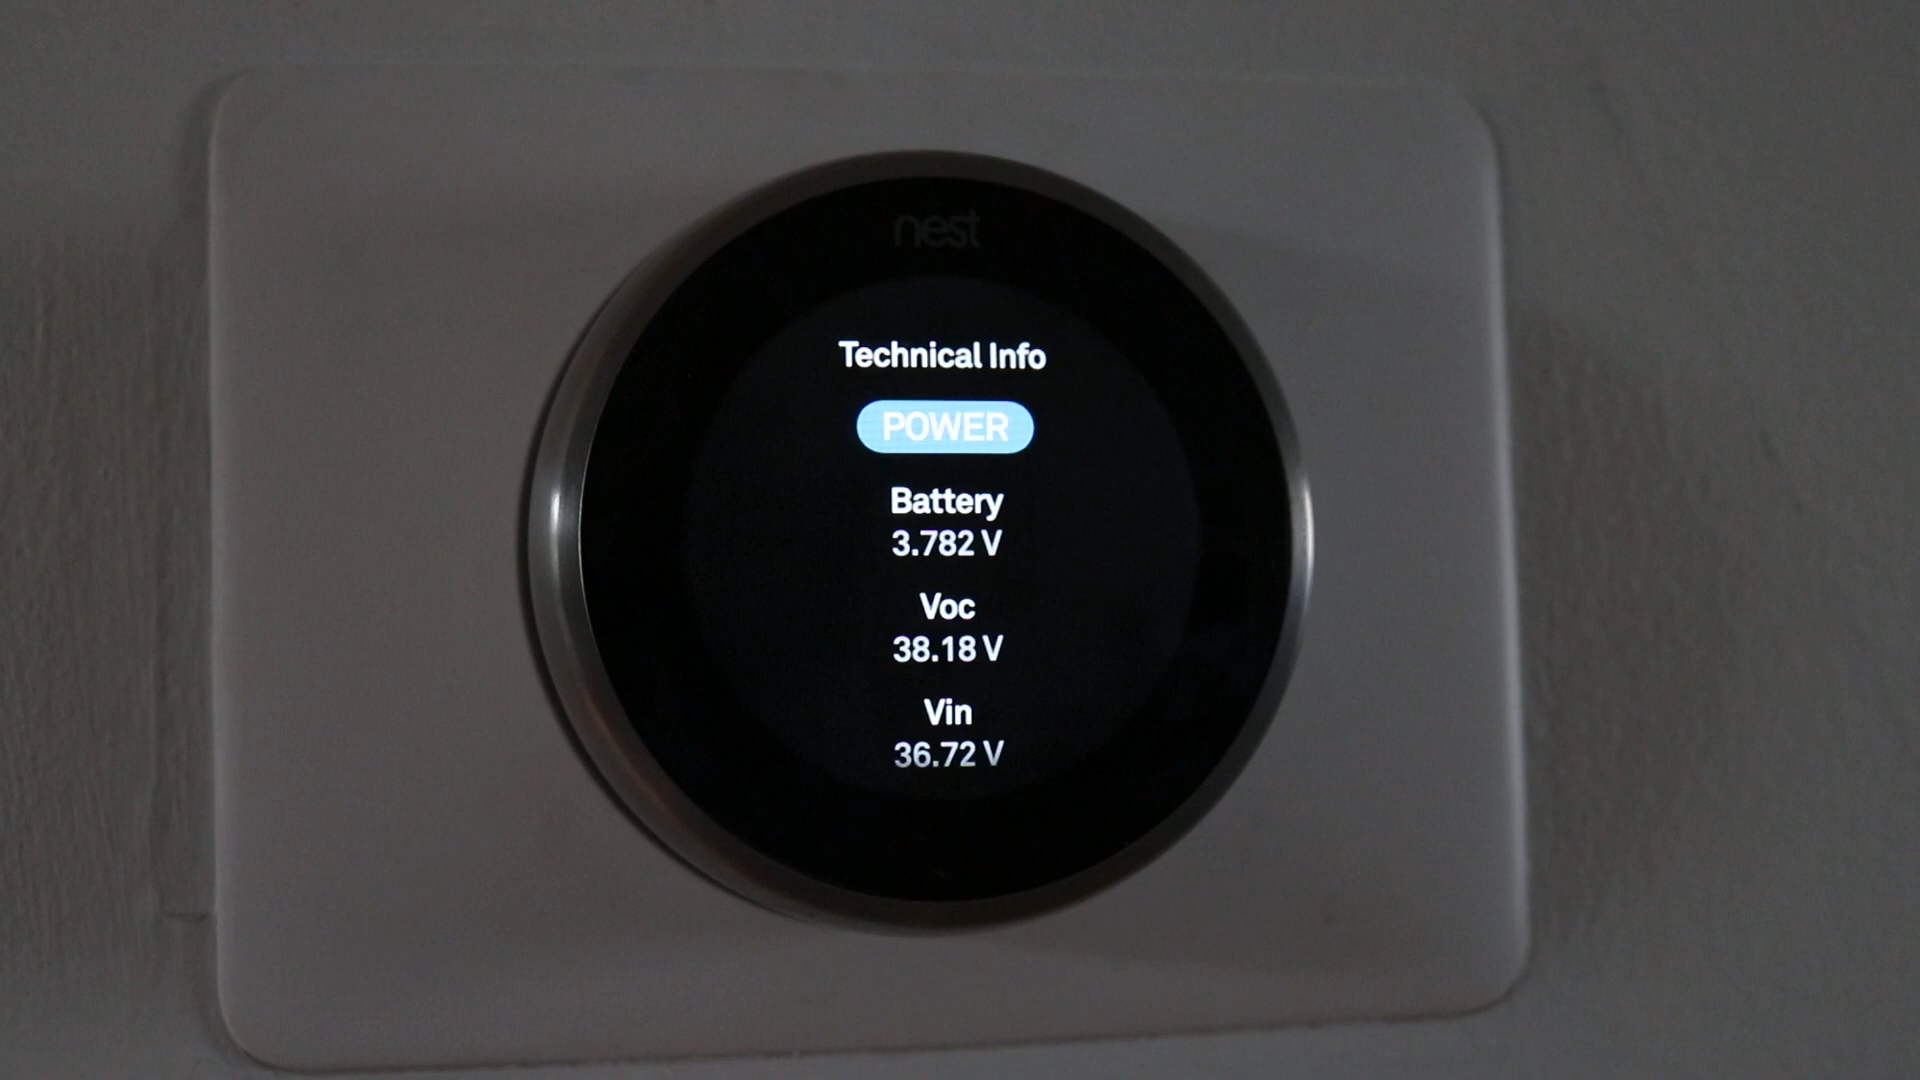 nest
Technical Info
POWER
Battery
3.782 V
Voc
38.18 V
Vin
36.72 V